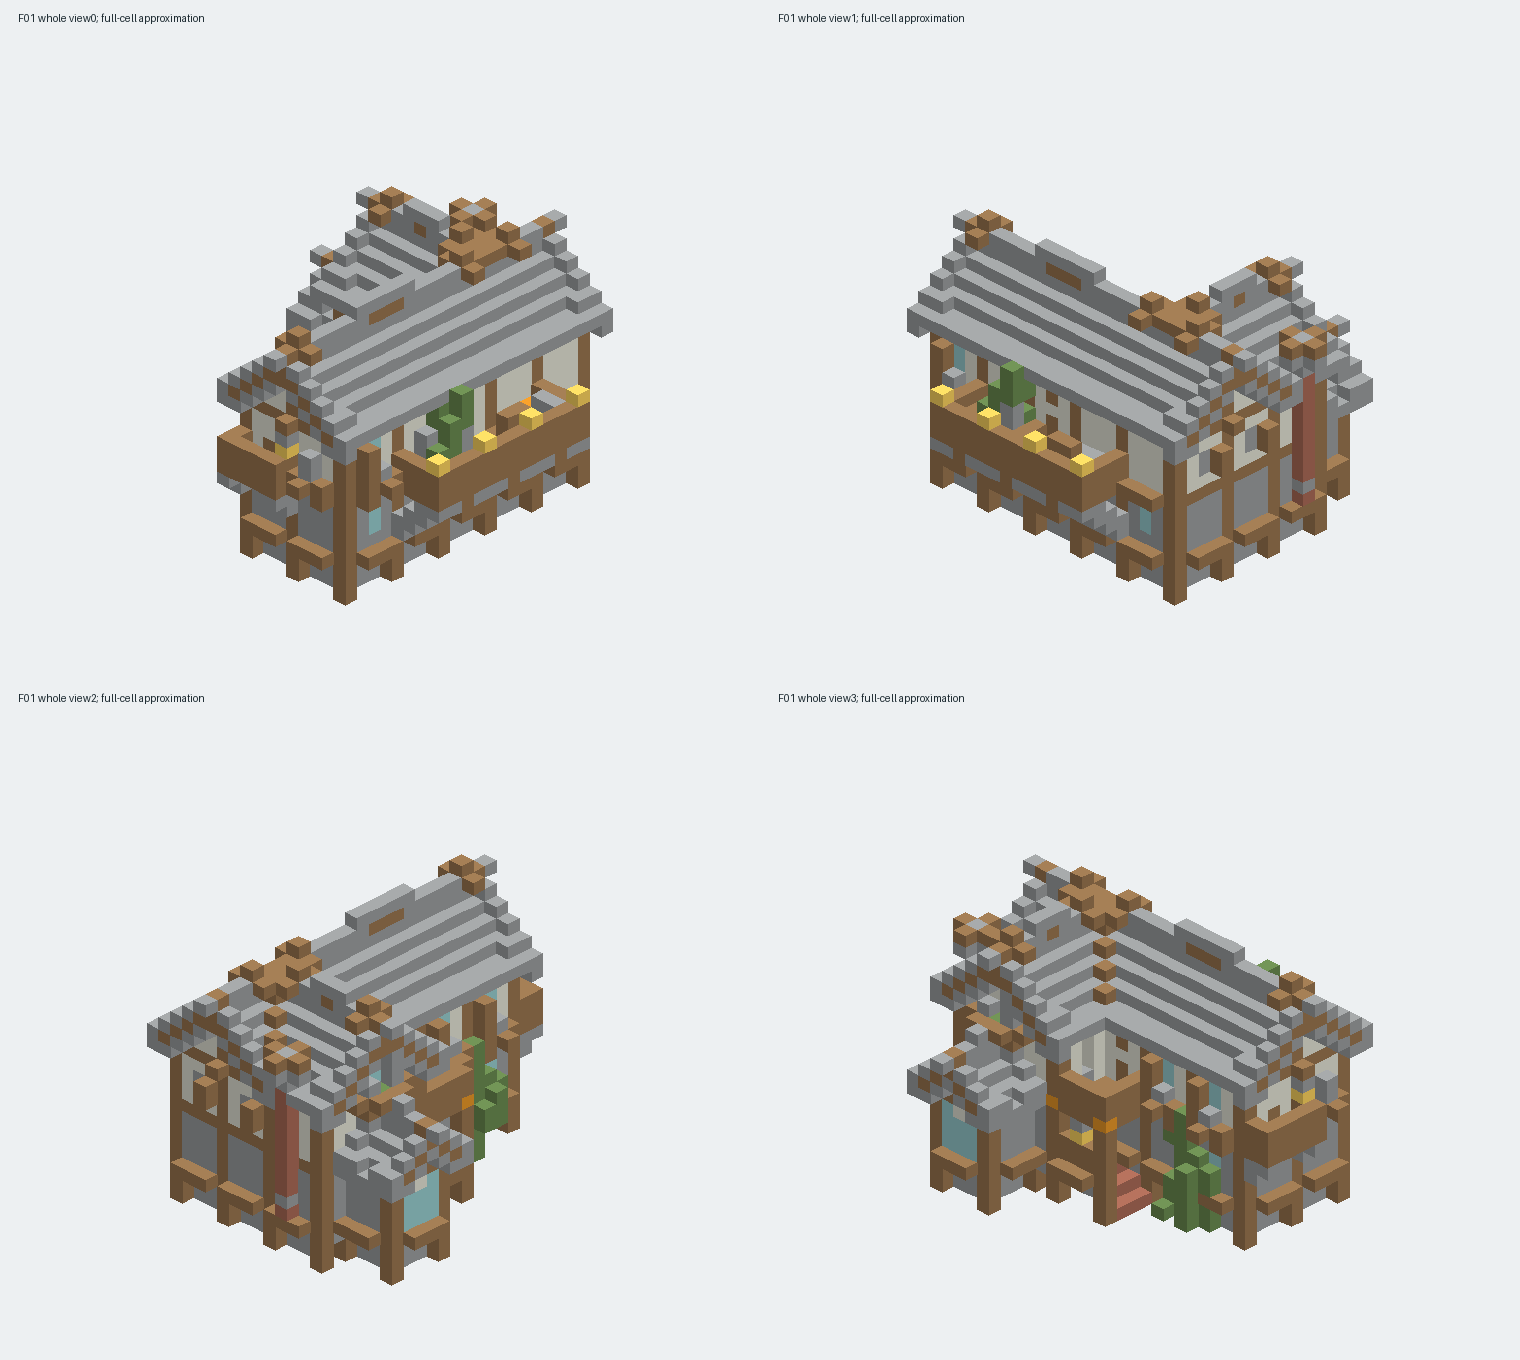 F01 whole view0; full-cell approximation
F01 whole view1; full-cell approximation
F01 whole view2; full-cell approximation
F01 whole view3; full-cell approximation